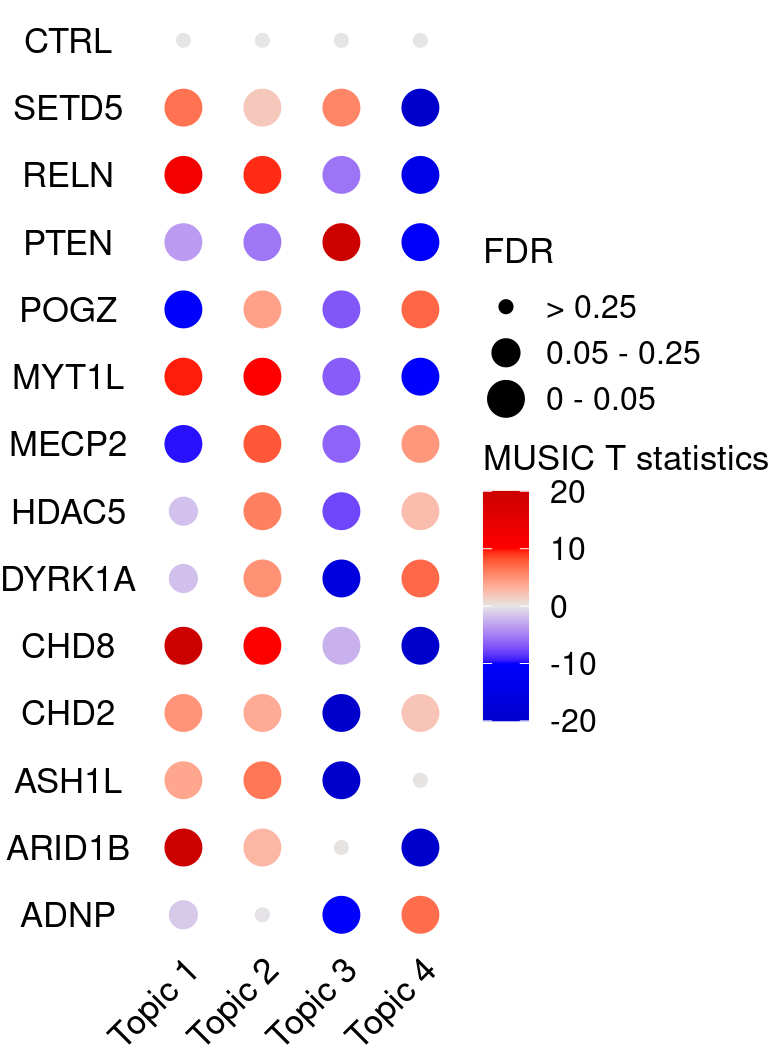 CTRL
SETD5
RELN
PTEN
POGZ
MYT1L
MECP2
HDAC5
DYRK1A
CHD8
CHD2
ASH1L
ARID1B
ADNP
Topic 1
Topic 2
Topic 3
Topic 4
FDR
> 0.25
0.05 - 0.25
0 - 0.05
MUSIC T statistics
20
10
0
-10
-20